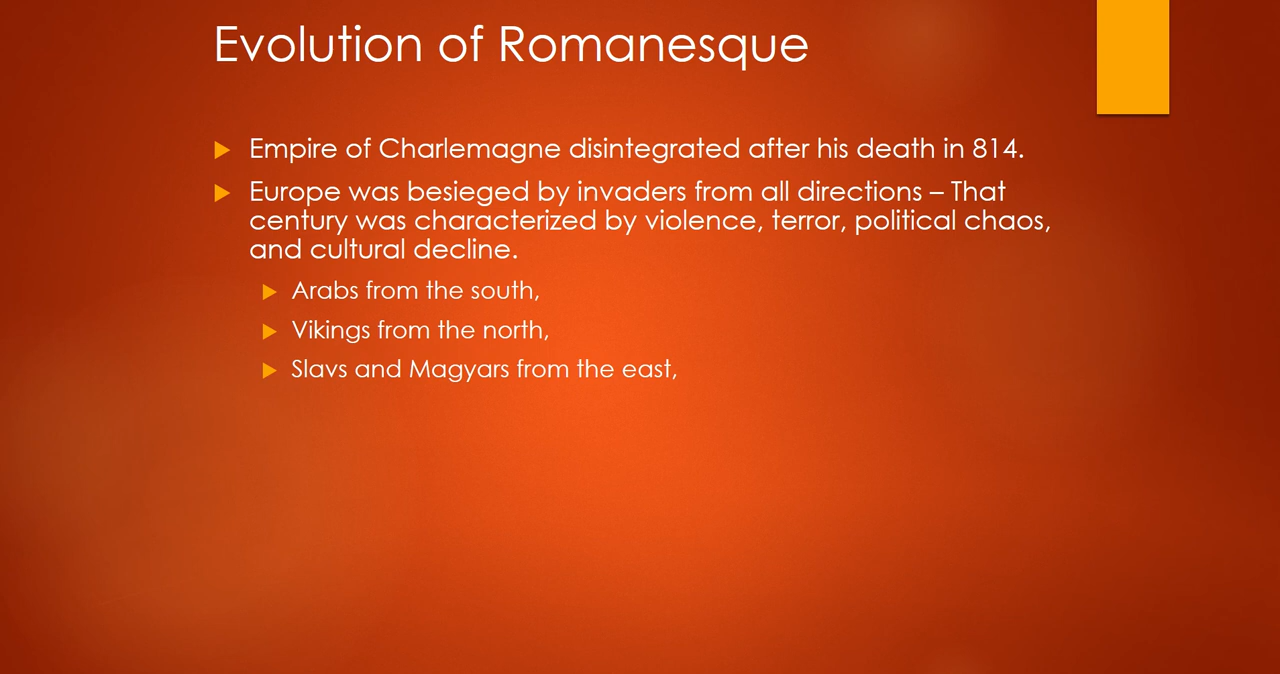 Evolution of Romanesque
Empire of Charlemagne disintegrated after his death in 814.
Europe was besieged by invaders from all directions – That
century was characterized by violence, terror, political chaos,
and cultural decline.
Arabs from the south,
Vikings from the north,
Slavs and Magyars from the east,